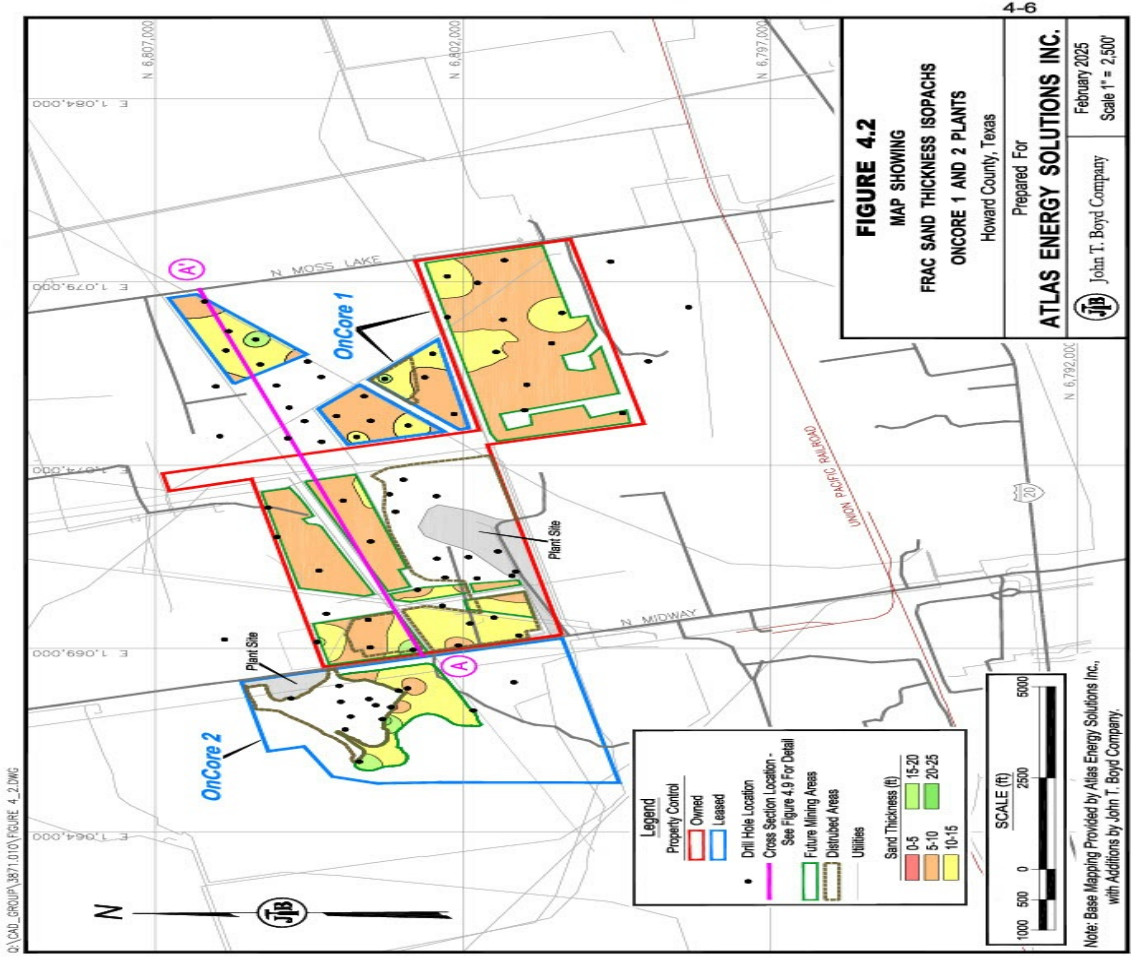 4-6
Q:\CAD_GROUP\3871.010\FIGURE 4_2.DWG
N 6,807,000
N 6,802,000
N 6,797,000
N 6,792,000
E 1,084,000
E 1,079,000
E 1,074,000
E 1,069,000
E 1,064,000
A'
N MOSS LAKE
OnCore 1
Plant Site
UNION PACIFIC RAILROAD
20
N MIDWAY
Plant Site
A
OnCore 2
N
JTB
Legend
Property Control
Owned
Leased
Drill Hole Location
Cross Section Location -
See Figure 4.9 For Detail
Future Mining Areas
Distrubed Areas
Utilities
Sand Thickness (ft)
0-5
5-10
10-15
15-20
20-25
SCALE (ft)
1000 500 0 2500 5000
Note: Base Mapping Provided by Atlas Energy Solutions Inc.,
with Additions by John T. Boyd Company.
FIGURE 4.2
MAP SHOWING
FRAC SAND THICKNESS ISOPACHS
ONCORE 1 AND 2 PLANTS
Howard County, Texas
Prepared For
ATLAS ENERGY SOLUTIONS INC.
JTB John T. Boyd Company
February 2025
Scale 1" = 2,500'